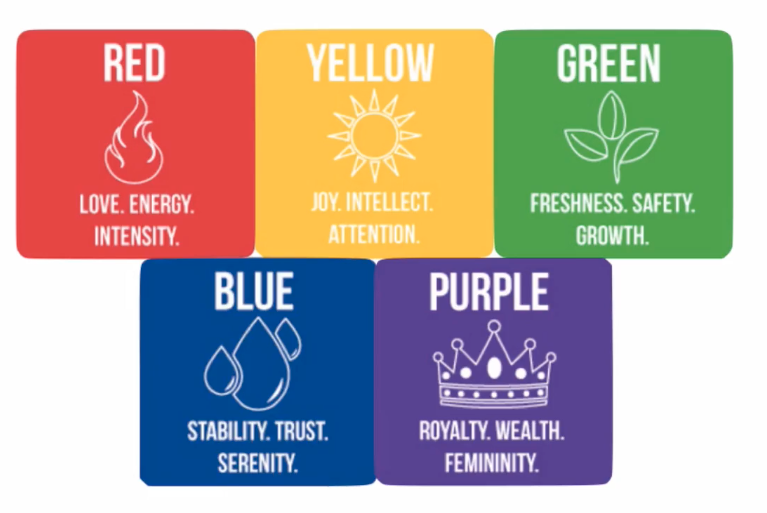 RED
LOVE. ENERGY.
INTENSITY.
YELLOW
JOY. INTELLECT.
ATTENTION.
GREEN
FRESHNESS. SAFETY.
GROWTH.
BLUE
STABILITY. TRUST.
SERENITY.
PURPLE
ROYALTY. WEALTH.
FEMININITY.